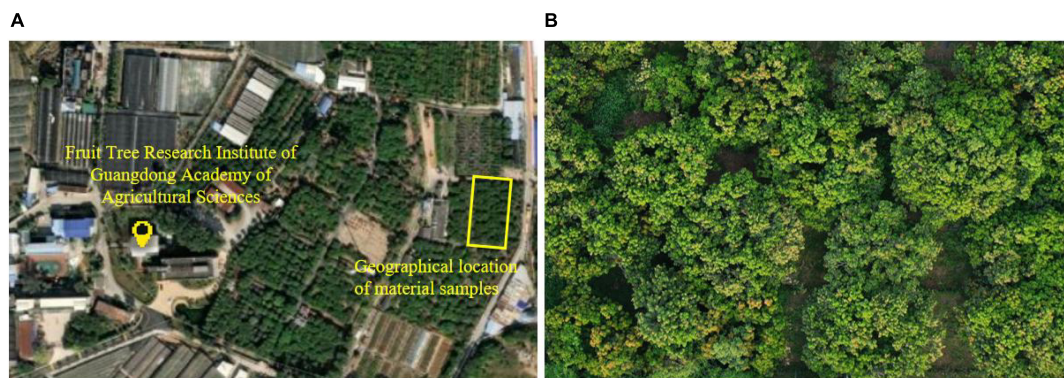 A
B
Fruit Tree Research Institute of
Guangdong Academy of
Agricultural Sciences
Geographical location
of material samples